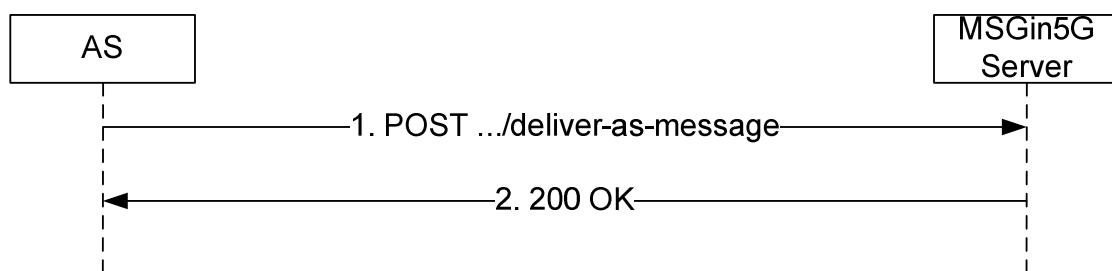 AS
MSGin5G
Server
1. POST .../deliver-as-message
2. 200 OK